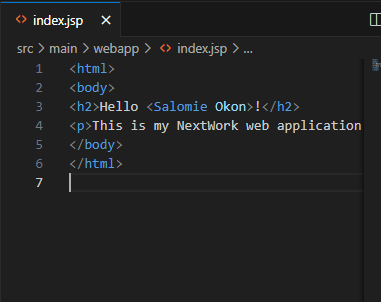 <> index.jsp ×
src > main > webapp > <> index.jsp > ...
1 <html>
2 <body>
3 <h2>Hello <Salomie Okon>!</h2>
4 <p>This is my NextWork web application
5 </body>
6 </html>
7